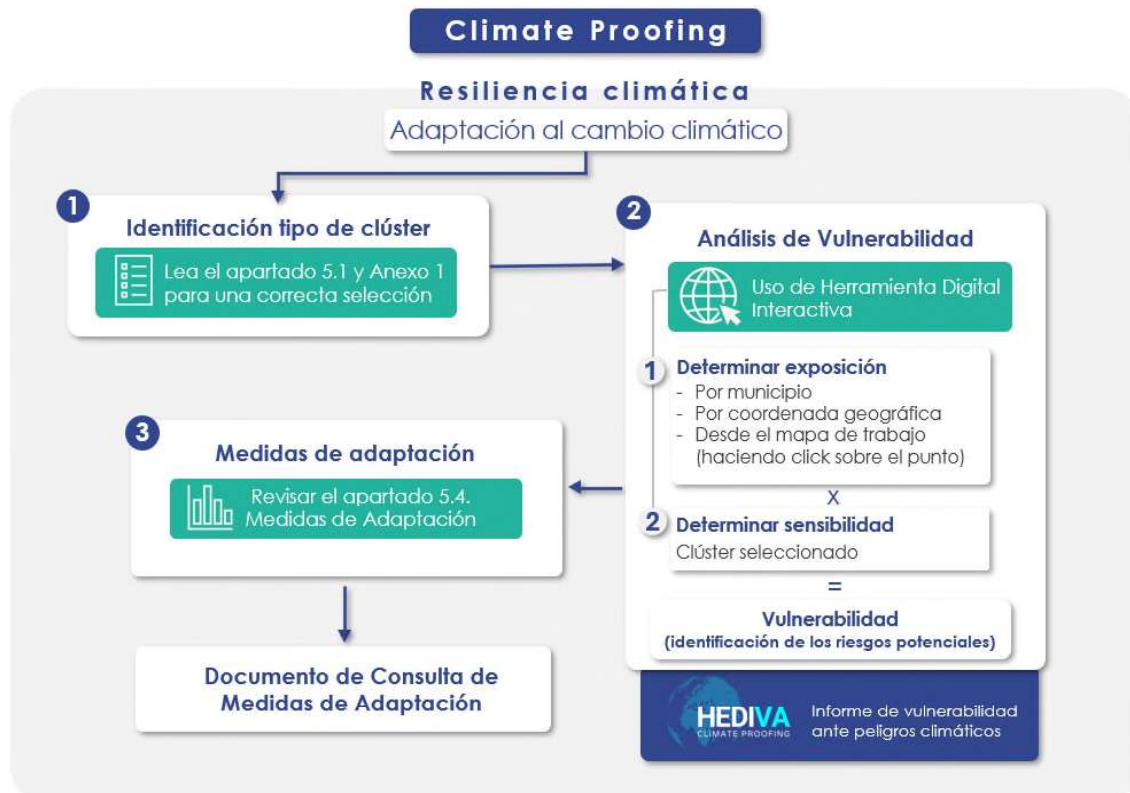 Climate Proofing
Resiliencia climática
Adaptación al cambio climático
1
Identificación tipo de clúster
Lea el apartado 5.1 y Anexo 1
para una correcta selección
2
Análisis de Vulnerabilidad
Uso de Herramienta Digital
Interactiva
1
Determinar exposición
- Por municipio
- Por coordenada geográfica
- Desde el mapa de trabajo
(haciendo click sobre el punto)
x
2
Determinar sensibilidad
Clúster seleccionado
=
Vulnerabilidad
(identificación de los riesgos potenciales)
HEDIVA
CLIMATE PROOFING
Informe de vulnerabilidad
ante peligros climáticos
3
Medidas de adaptación
Revisar el apartado 5.4.
Medidas de Adaptación
Documento de Consulta de
Medidas de Adaptación